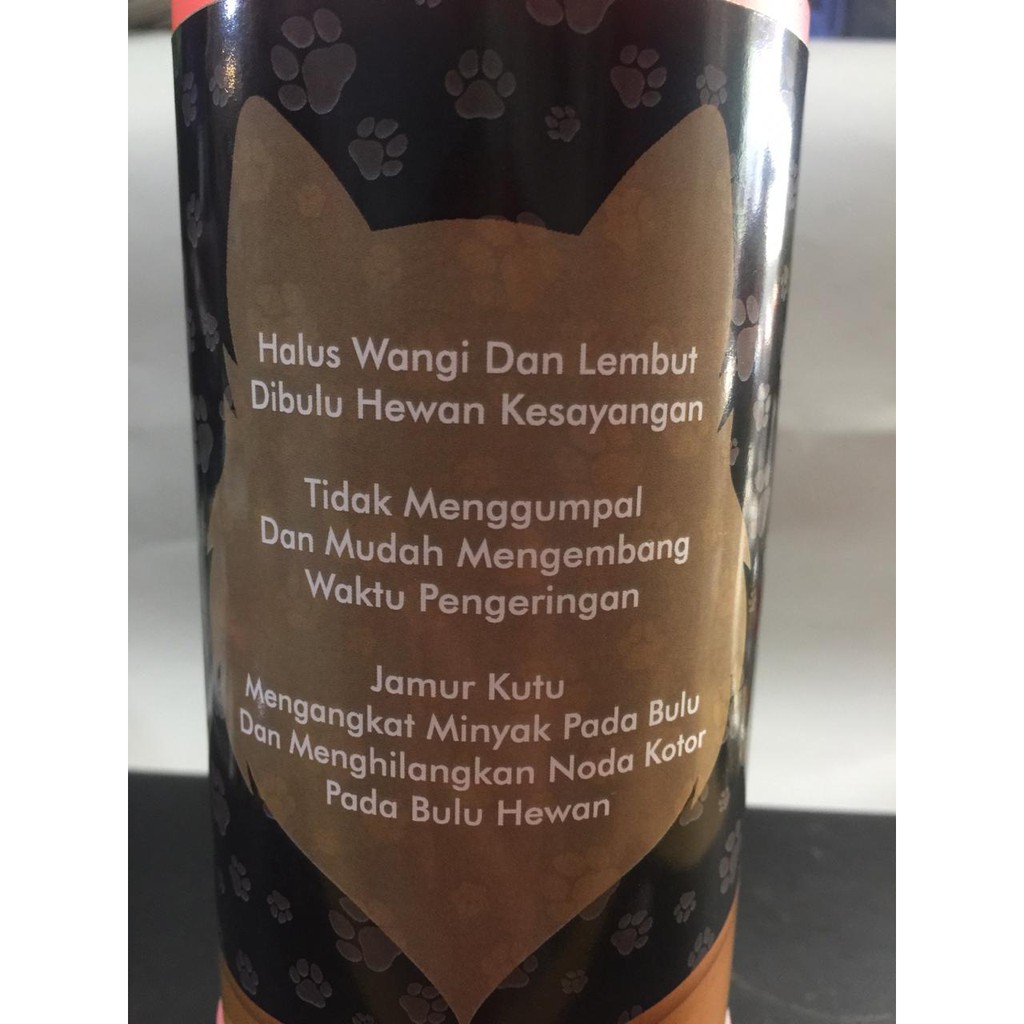 Halus Wangi Dan Lembut
Dibulu Hewan Kesayangan
Tidak Menggumpal
Dan Mudah Mengembang
Waktu Pengeringan
Jamur Kutu
Mengangkat Minyak Pada Bulu
Dan Menghilangkan Noda Kotor
Pada Bulu Hewan